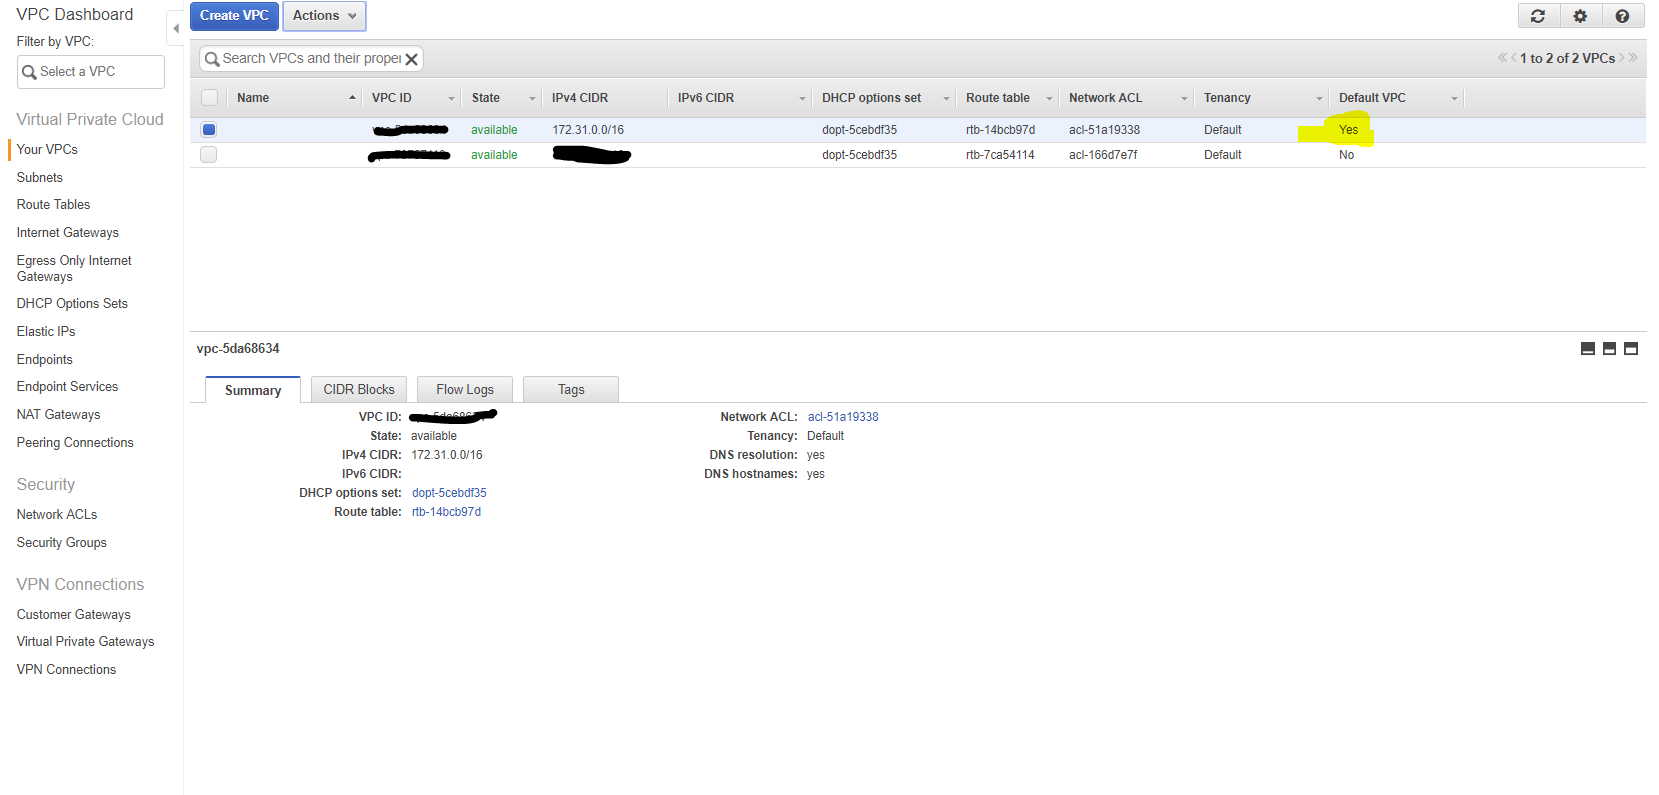 VPC Dashboard
Filter by VPC:
Select a VPC
Virtual Private Cloud
Your VPCs
Subnets
Route Tables
Internet Gateways
Egress Only Internet
Gateways
DHCP Options Sets
Elastic IPs
Endpoints
Endpoint Services
NAT Gateways
Peering Connections
Security
Network ACLs
Security Groups
VPN Connections
Customer Gateways
Virtual Private Gateways
VPN Connections
Create VPC Actions
Search VPCs and their proper
1 to 2 of 2 VPCs
Name VPC ID State IPv4 CIDR IPv6 CIDR DHCP options set Route table Network ACL Tenancy Default VPC
available 172.31.0.0/16 dopt-5cebdf35 rtb-14bcb97d acl-51a19338 Default Yes
available dopt-5cebdf35 rtb-7ca54114 acl-166d7e7f Default No
vpc-5da68634
Summary CIDR Blocks Flow Logs Tags
VPC ID:
State: available
IPv4 CIDR: 172.31.0.0/16
IPv6 CIDR:
DHCP options set: dopt-5cebdf35
Route table: rtb-14bcb97d
Network ACL: acl-51a19338
Tenancy: Default
DNS resolution: yes
DNS hostnames: yes